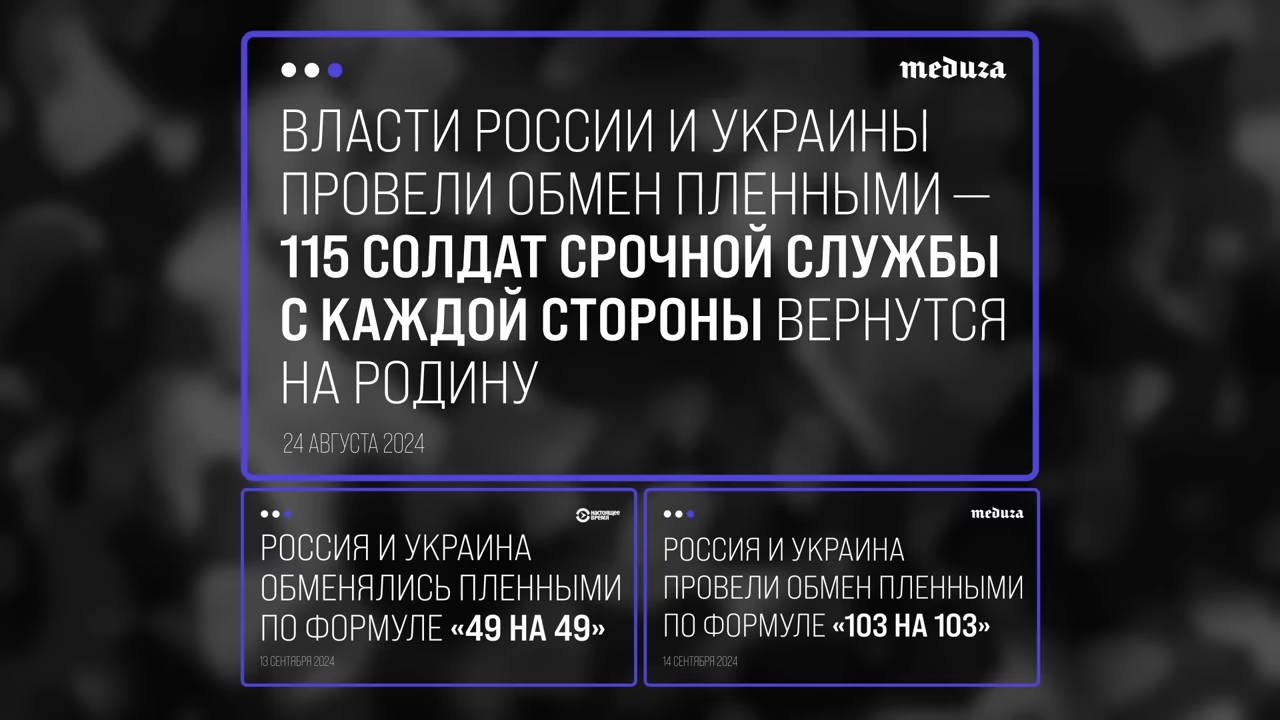 meduza
ВЛАСТИ РОССИИ И УКРАИНЫ
ПРОВЕЛИ ОБМЕН ПЛЕННЫМИ —
115 СОЛДАТ СРОЧНОЙ СЛУЖБЫ
С КАЖДОЙ СТОРОНЫ ВЕРНУТСЯ
НА РОДИНУ
24 АВГУСТА 2024
НАСТОЯЩЕЕ
ВРЕМЯ
РОССИЯ И УКРАИНА
ОБМЕНЯЛИСЬ ПЛЕННЫМИ
ПО ФОРМУЛЕ «49 НА 49»
13 СЕНТЯБРЯ 2024
meduza
РОССИЯ И УКРАИНА
ПРОВЕЛИ ОБМЕН ПЛЕННЫМИ
ПО ФОРМУЛЕ «103 НА 103»
14 СЕНТЯБРЯ 2024